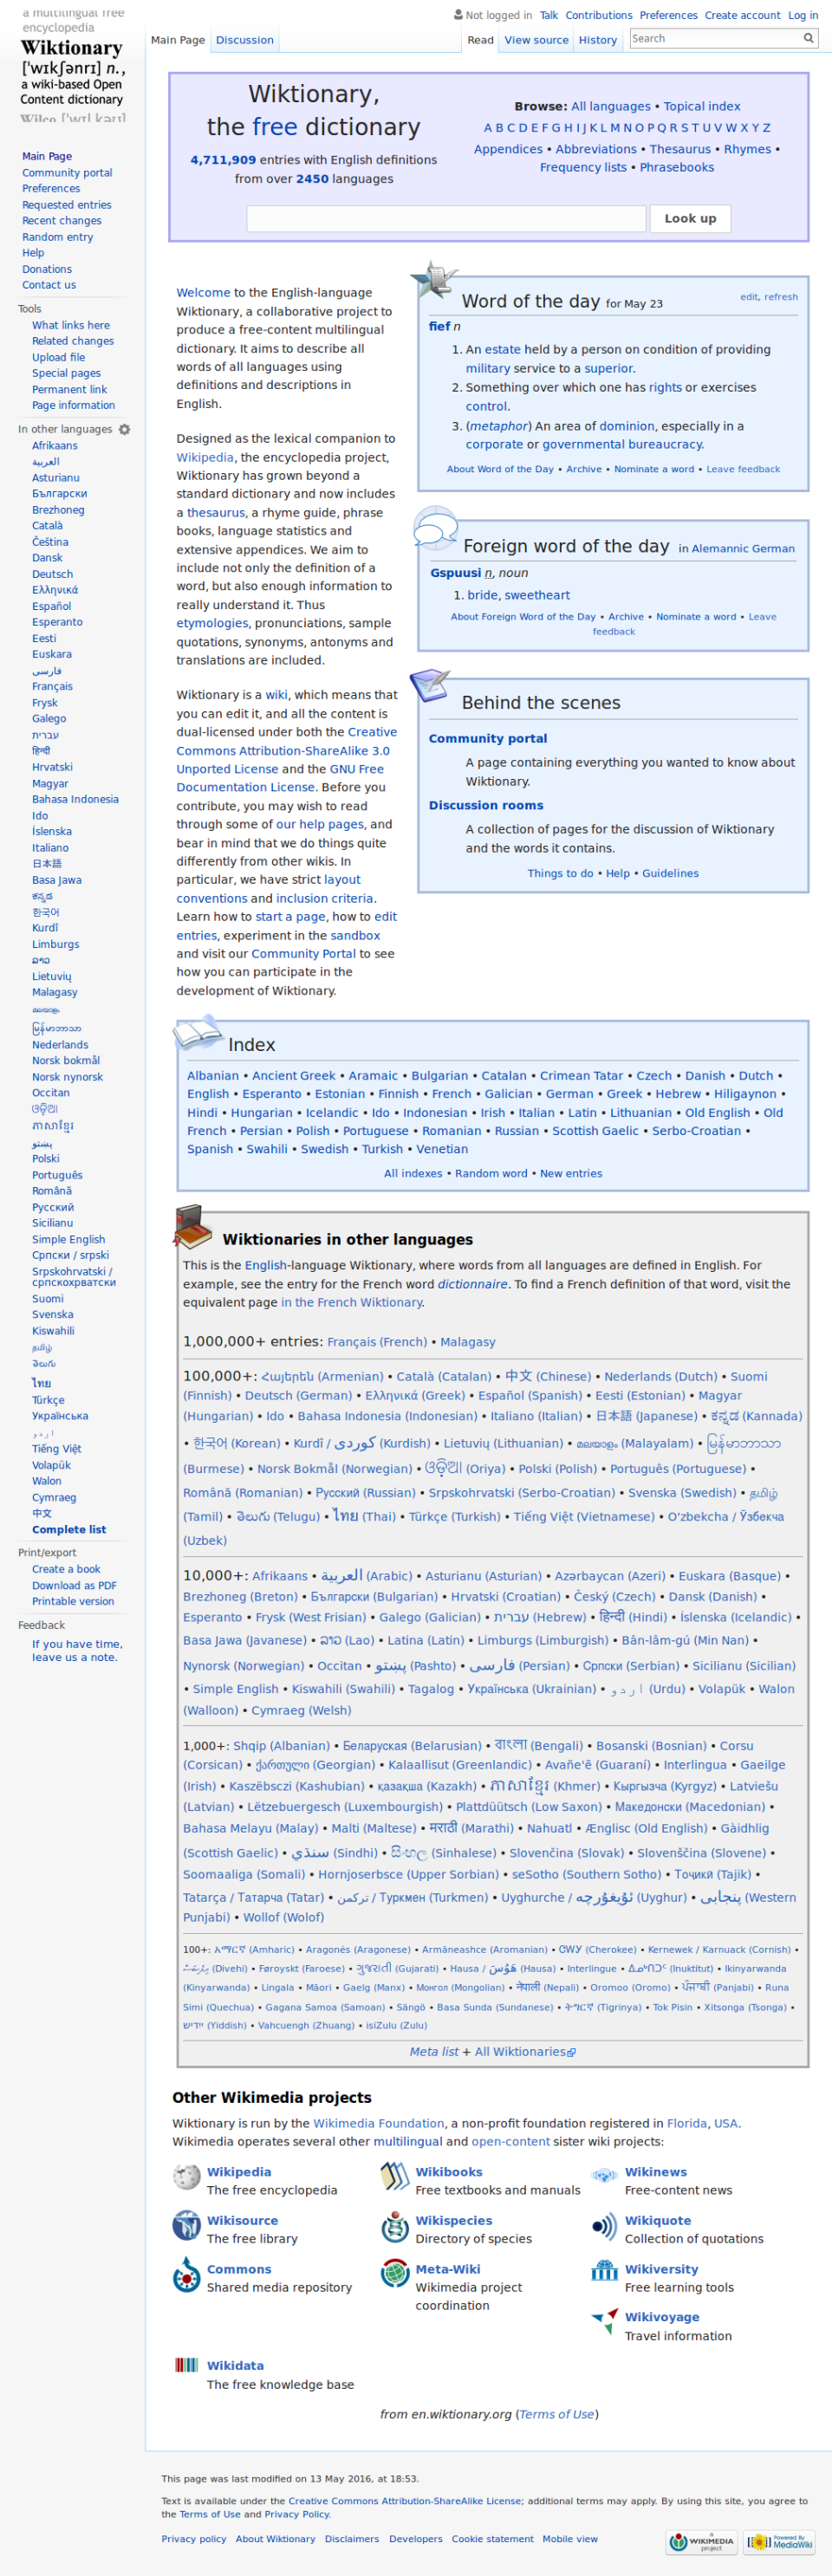 a multilingual free
encyclopedia
Wiktionary
['wɪkʃənrɪ] n.,
a wiki-based Open
Content dictionary
Wilco ['wɪl kəʊ]
Not logged in Talk Contributions Preferences Create account Log in
Main Page Discussion Read View source History Search
Main Page
Community portal
Preferences
Requested entries
Recent changes
Random entry
Help
Donations
Contact us
Tools
What links here
Related changes
Upload file
Special pages
Permanent link
Page information
In other languages
Afrikaans
العربية
Asturianu
Български
Brezhoneg
Català
Čeština
Dansk
Deutsch
Ελληνικά
Español
Esperanto
Eesti
Euskara
فارسی
Français
Frysk
Galego
עברית
हिन्दी
Hrvatski
Magyar
Bahasa Indonesia
Ido
Íslenska
Italiano
日本語
Basa Jawa
ಕನ್ನಡ
한국어
Kurdî
Limburgs
ລາວ
Lietuvių
Malagasy
മലയാളം
မြန်မာဘာသာ
Nederlands
Norsk bokmål
Norsk nynorsk
Occitan
ଓଡ଼ିଆ
ភាសាខ្មែរ
پښتو
Polski
Português
Română
Русский
Sicilianu
Simple English
Српски / srpski
Srpskohrvatski /
српскохрватски
Suomi
Svenska
Kiswahili
தமிழ்
తెలుగు
ไทย
Türkçe
Українська
اردو
Tiếng Việt
Volapük
Walon
Cymraeg
中文
Complete list
Print/export
Create a book
Download as PDF
Printable version
Feedback
If you have time,
leave us a note.
Wiktionary,
the free dictionary
4,711,909 entries with English definitions
from over 2450 languages
Browse: All languages • Topical index
A B C D E F G H I J K L M N O P Q R S T U V W X Y Z
Appendices • Abbreviations • Thesaurus • Rhymes •
Frequency lists • Phrasebooks
Look up
Welcome to the English-language
Wiktionary, a collaborative project to
produce a free-content multilingual
dictionary. It aims to describe all
words of all languages using
definitions and descriptions in
English.
Designed as the lexical companion to
Wikipedia, the encyclopedia project,
Wiktionary has grown beyond a
standard dictionary and now includes
a thesaurus, a rhyme guide, phrase
books, language statistics and
extensive appendices. We aim to
include not only the definition of a
word, but also enough information to
really understand it. Thus
etymologies, pronunciations, sample
quotations, synonyms, antonyms and
translations are included.
Wiktionary is a wiki, which means that
you can edit it, and all the content is
dual-licensed under both the Creative
Commons Attribution-ShareAlike 3.0
Unported License and the GNU Free
Documentation License. Before you
contribute, you may wish to read
through some of our help pages, and
bear in mind that we do things quite
differently from other wikis. In
particular, we have strict layout
conventions and inclusion criteria.
Learn how to start a page, how to edit
entries, experiment in the sandbox
and visit our Community Portal to see
how you can participate in the
development of Wiktionary.
Word of the day for May 23 edit, refresh
fief n
1. An estate held by a person on condition of providing
military service to a superior.
2. Something over which one has rights or exercises
control.
3. (metaphor) An area of dominion, especially in a
corporate or governmental bureaucracy.
About Word of the Day • Archive • Nominate a word • Leave feedback
Foreign word of the day in Alemannic German
Gspuusi n, noun
1. bride, sweetheart
About Foreign Word of the Day • Archive • Nominate a word • Leave
feedback
Behind the scenes
Community portal
A page containing everything you wanted to know about
Wiktionary.
Discussion rooms
A collection of pages for the discussion of Wiktionary
and the words it contains.
Things to do • Help • Guidelines
Index
Albanian • Ancient Greek • Aramaic • Bulgarian • Catalan • Crimean Tatar • Czech • Danish • Dutch •
English • Esperanto • Estonian • Finnish • French • Galician • German • Greek • Hebrew • Hiligaynon •
Hindi • Hungarian • Icelandic • Ido • Indonesian • Irish • Italian • Latin • Lithuanian • Old English • Old
French • Persian • Polish • Portuguese • Romanian • Russian • Scottish Gaelic • Serbo-Croatian •
Spanish • Swahili • Swedish • Turkish • Venetian
All indexes • Random word • New entries
Wiktionaries in other languages
This is the English-language Wiktionary, where words from all languages are defined in English. For
example, see the entry for the French word dictionnaire. To find a French definition of that word, visit the
equivalent page in the French Wiktionary.
1,000,000+ entries: Français (French) • Malagasy
100,000+: Հայերեն (Armenian) • Català (Catalan) • 中文 (Chinese) • Nederlands (Dutch) • Suomi
(Finnish) • Deutsch (German) • Ελληνικά (Greek) • Español (Spanish) • Eesti (Estonian) • Magyar
(Hungarian) • Ido • Bahasa Indonesia (Indonesian) • Italiano (Italian) • 日本語 (Japanese) • ಕನ್ನಡ (Kannada)
• 한국어 (Korean) • Kurdî / كوردی (Kurdish) • Lietuvių (Lithuanian) • മലയാളം (Malayalam) • မြန်မာဘာသာ
(Burmese) • Norsk Bokmål (Norwegian) • ଓଡ଼ିଆ (Oriya) • Polski (Polish) • Português (Portuguese) •
Română (Romanian) • Русский (Russian) • Srpskohrvatski (Serbo-Croatian) • Svenska (Swedish) • தமிழ்
(Tamil) • తెలుగు (Telugu) • ไทย (Thai) • Türkçe (Turkish) • Tiếng Việt (Vietnamese) • Oʻzbekcha / Ўзбекча
(Uzbek)
10,000+: Afrikaans • العربية (Arabic) • Asturianu (Asturian) • Azərbaycan (Azeri) • Euskara (Basque) •
Brezhoneg (Breton) • Български (Bulgarian) • Hrvatski (Croatian) • Český (Czech) • Dansk (Danish) •
Esperanto • Frysk (West Frisian) • Galego (Galician) • עברית (Hebrew) • हिन्दी (Hindi) • Íslenska (Icelandic) •
Basa Jawa (Javanese) • ລາວ (Lao) • Latina (Latin) • Limburgs (Limburgish) • Bân-lâm-gú (Min Nan) •
Nynorsk (Norwegian) • Occitan • پښتو (Pashto) • فارسی (Persian) • Српски (Serbian) • Sicilianu (Sicilian)
• Simple English • Kiswahili (Swahili) • Tagalog • Українська (Ukrainian) • اردو (Urdu) • Volapük • Walon
(Walloon) • Cymraeg (Welsh)
1,000+: Shqip (Albanian) • Беларуская (Belarusian) • বাংলা (Bengali) • Bosanski (Bosnian) • Corsu
(Corsican) • ქართული (Georgian) • Kalaallisut (Greenlandic) • Avañe'ẽ (Guaraní) • Interlingua • Gaeilge
(Irish) • Kaszëbsczi (Kashubian) • қазақша (Kazakh) • ភាសាខ្មែរ (Khmer) • Кыргызча (Kyrgyz) • Latviešu
(Latvian) • Lëtzebuergesch (Luxembourgish) • Plattdüütsch (Low Saxon) • Македонски (Macedonian) •
Bahasa Melayu (Malay) • Malti (Maltese) • मराठी (Marathi) • Nahuatl • Ænglisc (Old English) • Gàidhlig
(Scottish Gaelic) • سنڌي (Sindhi) • සිංහල (Sinhalese) • Slovenčina (Slovak) • Slovenščina (Slovene) •
Soomaaliga (Somali) • Hornjoserbsce (Upper Sorbian) • seSotho (Southern Sotho) • Тоҷикӣ (Tajik) •
Tatarça / Татарча (Tatar) • تركمن / Туркмен (Turkmen) • Uyghurche / ئۇيغۇرچە (Uyghur) • پنجابی (Western
Punjabi) • Wollof (Wolof)
100+: አማርኛ (Amharic) • Aragonés (Aragonese) • Armãneashce (Aromanian) • ᏣᎳᎩ (Cherokee) • Kernewek / Karnuack (Cornish) •
ދިވެހިބަސް (Divehi) • Føroyskt (Faroese) • ગુજરાતી (Gujarati) • Hausa / هَوُسَ (Hausa) • Interlingue • ᐃᓄᒃᑎᑐᑦ (Inuktitut) • Ikinyarwanda
(Kinyarwanda) • Lingala • Māori • Gaelg (Manx) • Монгол (Mongolian) • नेपाली (Nepali) • Oromoo (Oromo) • ਪੰਜਾਬੀ (Panjabi) • Runa
Simi (Quechua) • Gagana Samoa (Samoan) • Sängö • Basa Sunda (Sundanese) • ትግርኛ (Tigrinya) • Tok Pisin • Xitsonga (Tsonga) •
ייִדיש (Yiddish) • Vahcuengh (Zhuang) • isiZulu (Zulu)
Meta list + All Wiktionaries
Other Wikimedia projects
Wiktionary is run by the Wikimedia Foundation, a non-profit foundation registered in Florida, USA.
Wikimedia operates several other multilingual and open-content sister wiki projects:
Wikipedia
The free encyclopedia
Wikibooks
Free textbooks and manuals
Wikinews
Free-content news
Wikisource
The free library
Wikispecies
Directory of species
Wikiquote
Collection of quotations
Commons
Shared media repository
Meta-Wiki
Wikimedia project
coordination
Wikiversity
Free learning tools
Wikivoyage
Travel information
Wikidata
The free knowledge base
from en.wiktionary.org (Terms of Use)
This page was last modified on 13 May 2016, at 18:53.
Text is available under the Creative Commons Attribution-ShareAlike License; additional terms may apply. By using this site, you agree to
the Terms of Use and Privacy Policy.
Privacy policy About Wiktionary Disclaimers Developers Cookie statement Mobile view
A WIKIMEDIA project
Powered By MediaWiki